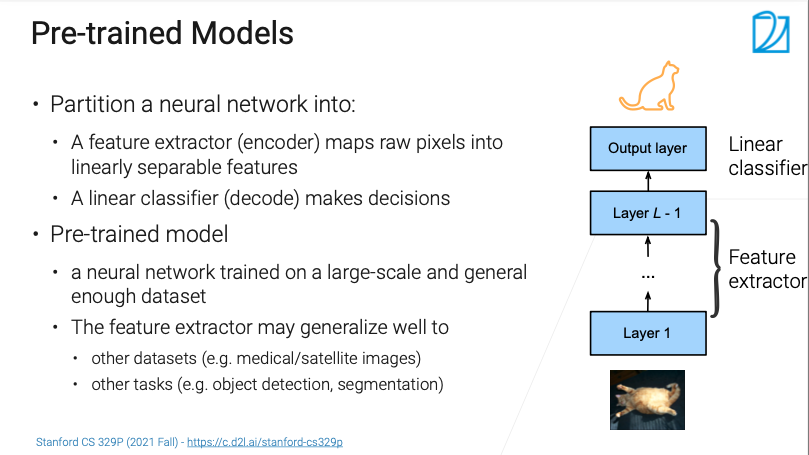 Pre-trained Models
• Partition a neural network into:
• A feature extractor (encoder) maps raw pixels into
linearly separable features
• A linear classifier (decode) makes decisions
• Pre-trained model
• a neural network trained on a large-scale and general
enough dataset
• The feature extractor may generalize well to
• other datasets (e.g. medical/satellite images)
• other tasks (e.g. object detection, segmentation)
Output layer
Linear
classifier
Layer L - 1
...
Feature
extractor
Layer 1
Stanford CS 329P (2021 Fall) - https://c.d2l.ai/stanford-cs329p